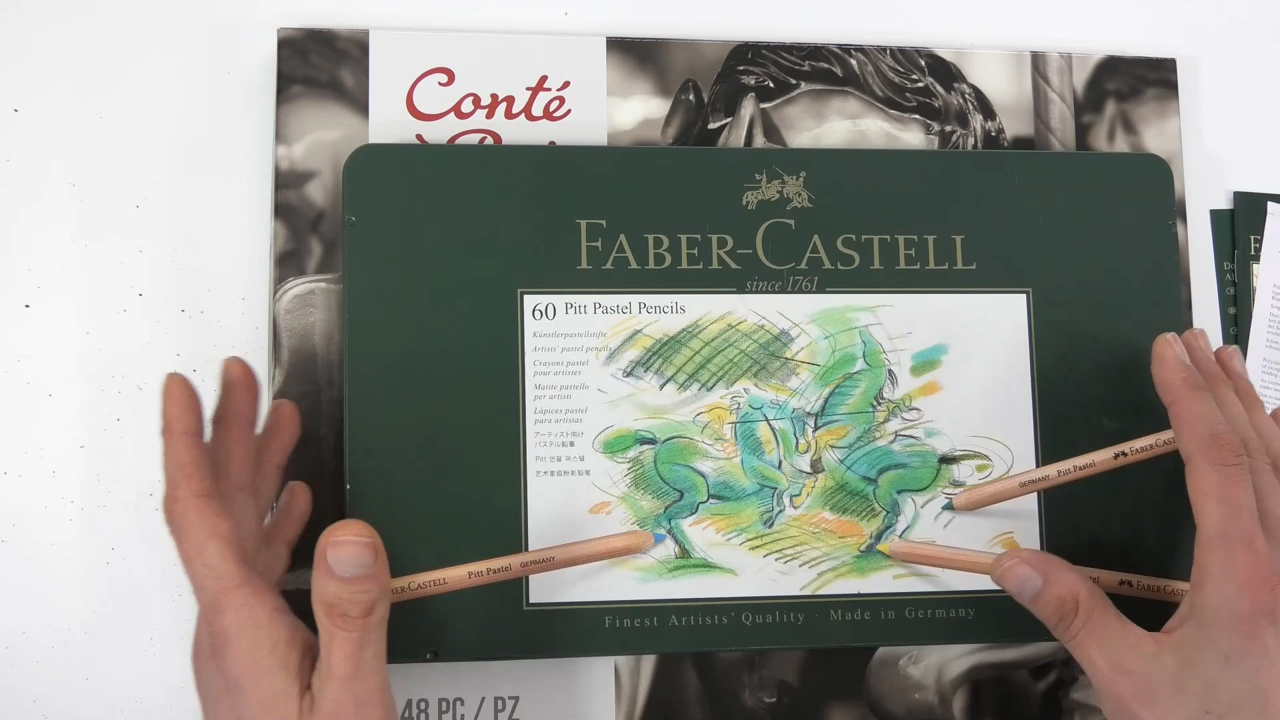 Conté
FABER-CASTELL
since 1761
60 Pitt Pastel Pencils
Künstlerpastellstifte
Artists' pastel pencils
Crayons pastel
pour artistes
Matite pastello
per artisti
Lápices pastel
para artistas
アーティスト向け
パステル鉛筆
Pitt 연필 파스텔
艺术家级粉彩铅笔
GERMANY Pitt Pastel FABER-CAST
ER-CASTELL Pitt Pastel GERMANY
FABER-CAST
Finest Artists' Quality · Made in Germany
48 PC / PZ